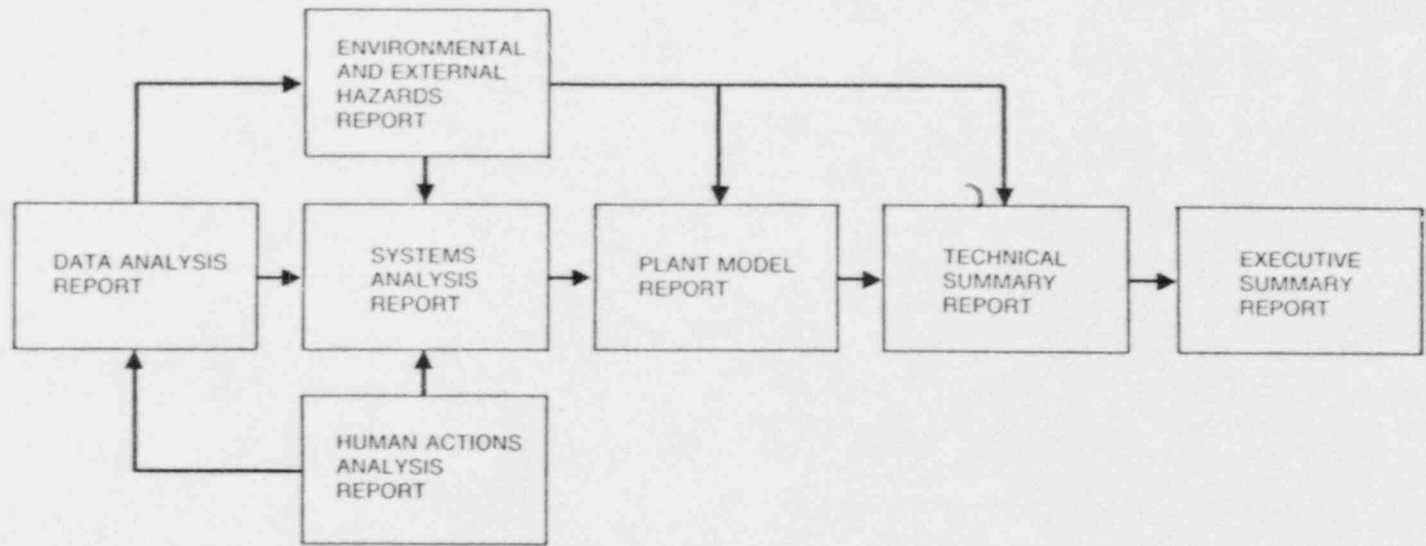 ENVIRONMENTAL
AND EXTERNAL
HAZARDS
REPORT
DATA ANALYSIS
REPORT
SYSTEMS
ANALYSIS
REPORT
PLANT MODEL
REPORT
TECHNICAL
SUMMARY
REPORT
EXECUTIVE
SUMMARY
REPORT
HUMAN ACTIONS
ANALYSIS
REPORT